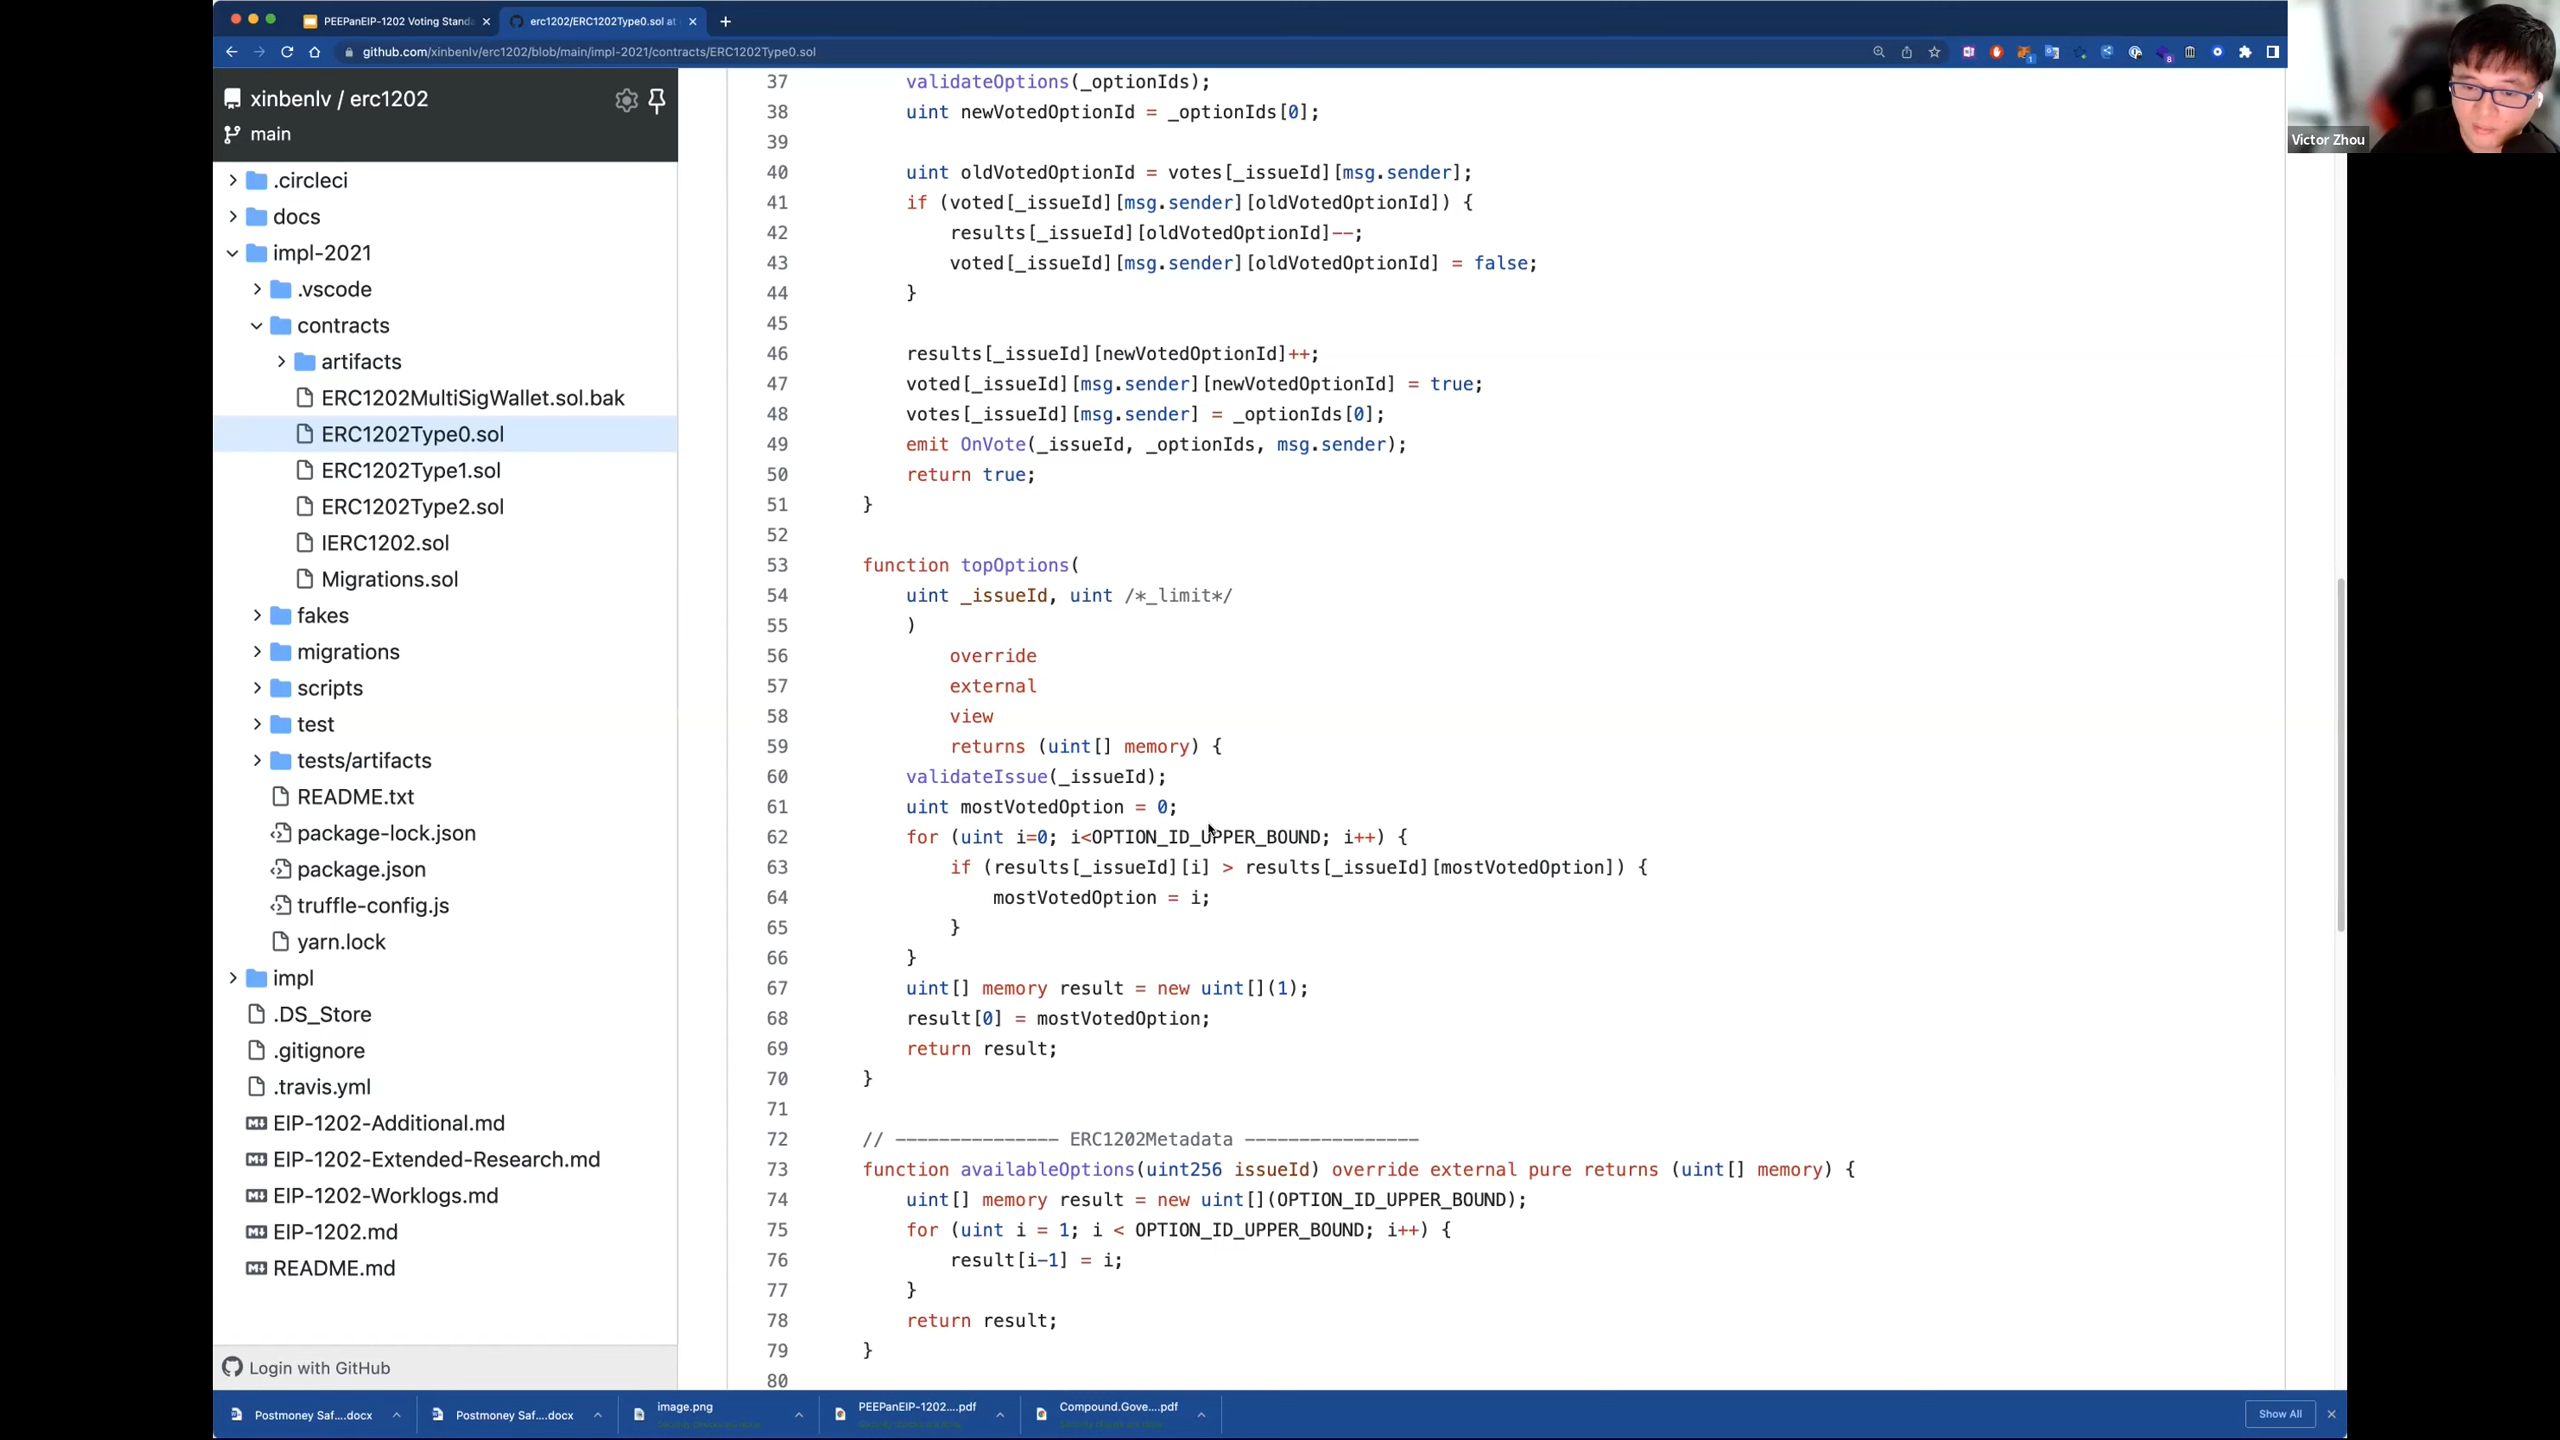 PEEPanEIP-1202 Voting Standa
erc1202/ERC1202Type0.sol at
github.com/xinbenlv/erc1202/blob/main/impl-2021/contracts/ERC1202Type0.sol
Victor Zhou
xinbenlv / erc1202
main
.circleci
docs
impl-2021
.vscode
contracts
artifacts
ERC1202MultiSigWallet.sol.bak
ERC1202Type0.sol
ERC1202Type1.sol
ERC1202Type2.sol
IERC1202.sol
Migrations.sol
fakes
migrations
scripts
test
tests/artifacts
README.txt
package-lock.json
package.json
truffle-config.js
yarn.lock
impl
.DS_Store
.gitignore
.travis.yml
EIP-1202-Additional.md
EIP-1202-Extended-Research.md
EIP-1202-Worklogs.md
EIP-1202.md
README.md
Login with GitHub
37 validateOptions(_optionIds);
38 uint newVotedOptionId = _optionIds[0];
39
40 uint oldVotedOptionId = votes[_issueId][msg.sender];
41 if (voted[_issueId][msg.sender][oldVotedOptionId]) {
42 results[_issueId][oldVotedOptionId]--;
43 voted[_issueId][msg.sender][oldVotedOptionId] = false;
44 }
45
46 results[_issueId][newVotedOptionId]++;
47 voted[_issueId][msg.sender][newVotedOptionId] = true;
48 votes[_issueId][msg.sender] = _optionIds[0];
49 emit OnVote(_issueId, _optionIds, msg.sender);
50 return true;
51 }
52
53 function topOptions(
54 uint _issueId, uint /*_limit*/
55 )
56 override
57 external
58 view
59 returns (uint[] memory) {
60 validateIssue(_issueId);
61 uint mostVotedOption = 0;
62 for (uint i=0; i<OPTION_ID_UPPER_BOUND; i++) {
63 if (results[_issueId][i] > results[_issueId][mostVotedOption]) {
64 mostVotedOption = i;
65 }
66 }
67 uint[] memory result = new uint[](1);
68 result[0] = mostVotedOption;
69 return result;
70 }
71
72 // --------------- ERC1202Metadata ----------------
73 function availableOptions(uint256 issueId) override external pure returns (uint[] memory) {
74 uint[] memory result = new uint[](OPTION_ID_UPPER_BOUND);
75 for (uint i = 1; i < OPTION_ID_UPPER_BOUND; i++) {
76 result[i-1] = i;
77 }
78 return result;
79 }
80
Postmoney Saf....docx
Postmoney Saf....docx
image.png
PEEPanEIP-1202....pdf
Compound.Gove....pdf
Show All